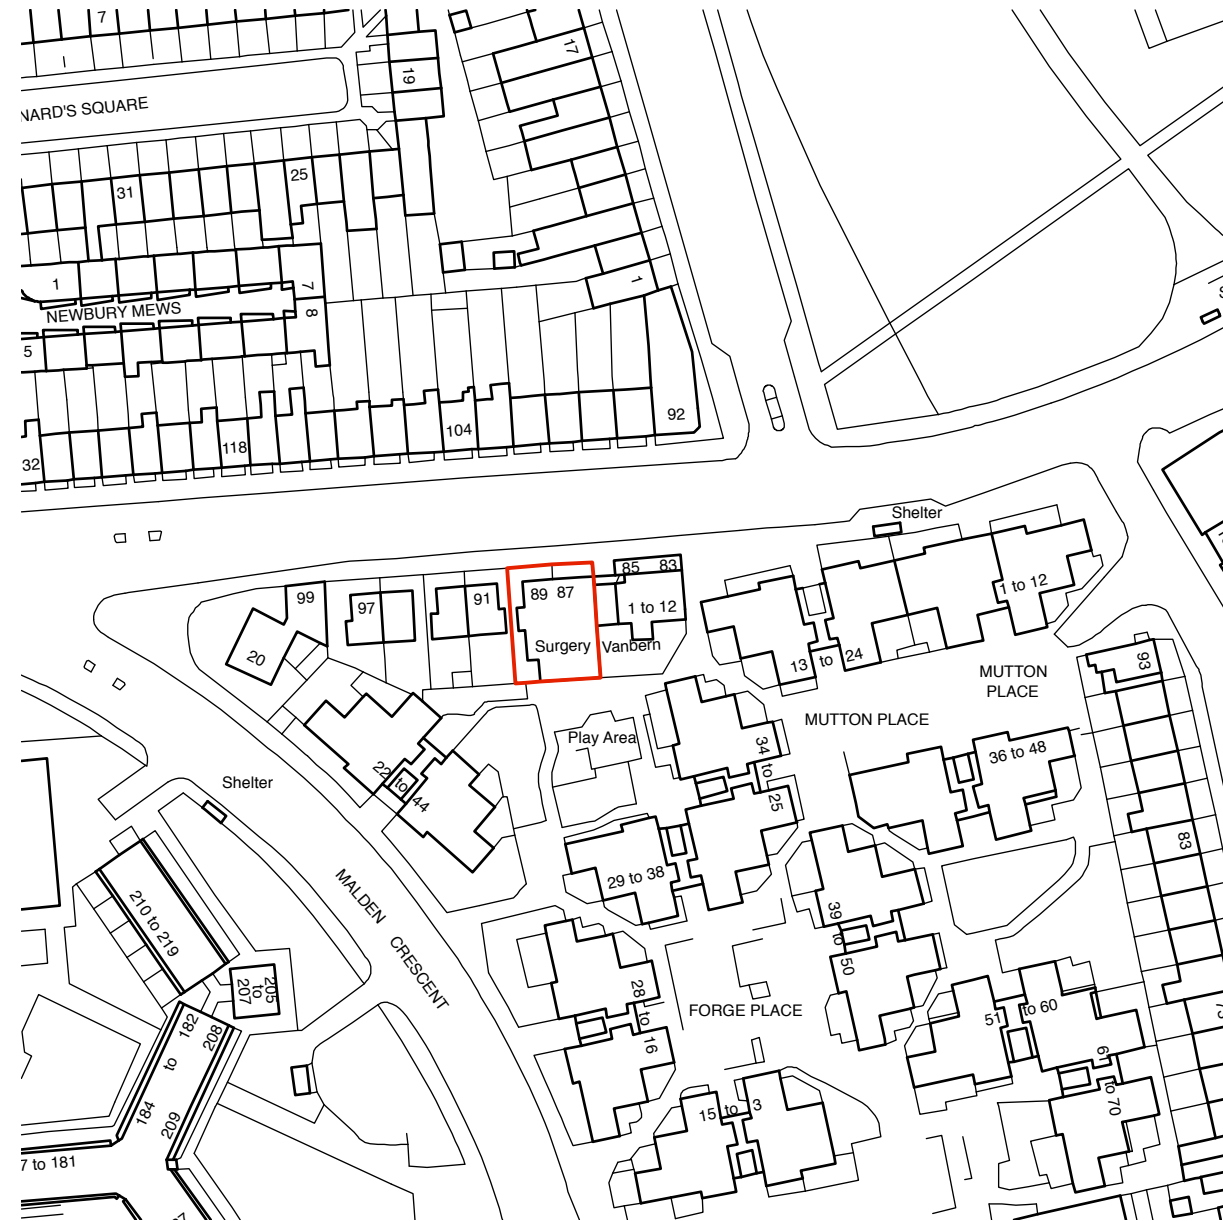 7
17
19
NARD'S SQUARE
25
31
1
7
1
NEWBURY MEWS
8
5
92
104
118
32
Shelter
85
83
99
97
91
89
87
1 to 12
1 to 12
Surgery
Vanbern
20
13
to
24
MUTTON
PLACE
93
MUTTON PLACE
Play Area
34
to
25
36 to 48
Shelter
22
to
44
83
29 to 38
MALDEN CRESCENT
210 to 219
39
to
50
205
to
207
28
to
16
FORGE PLACE
51
to 60
182
to
184
208
209
61
to 70
15 to 3
7 to 181